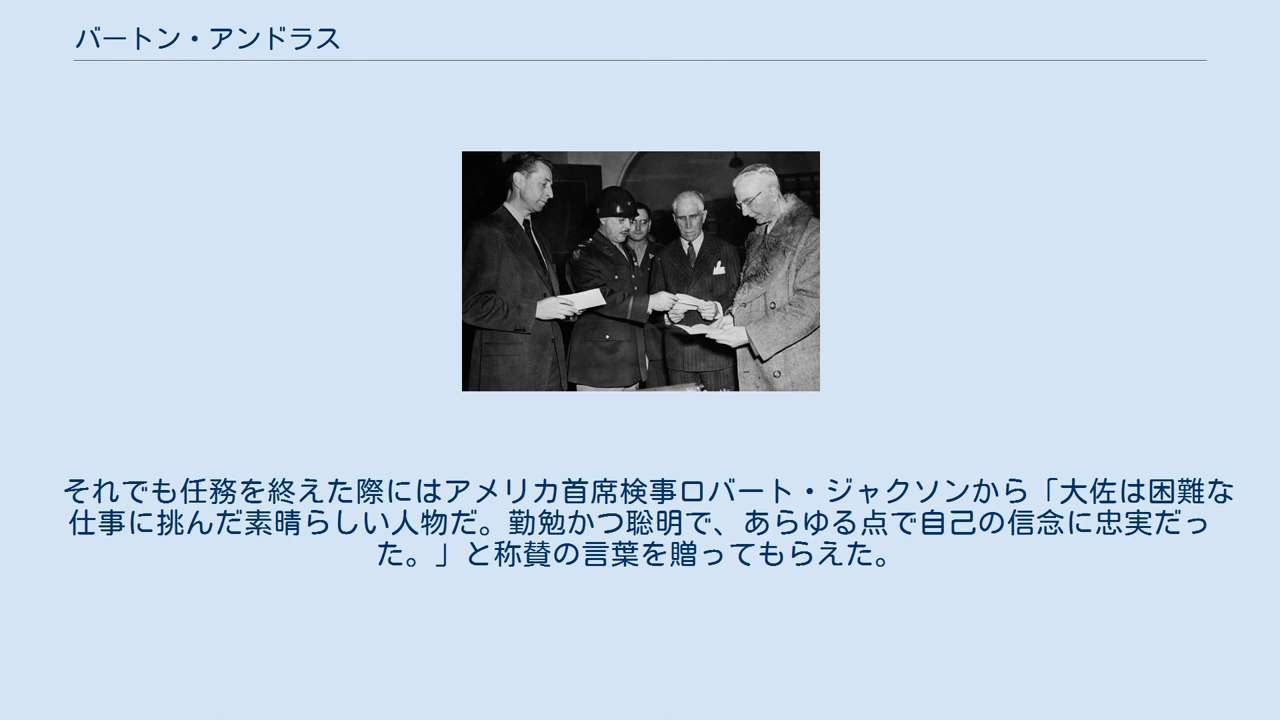 バートン・アンドラス
それでも任務を終えた際にはアメリカ首席検事ロバート・ジャクソンから「大佐は困難な
仕事に挑んだ素晴らしい人物だ。勤勉かつ聡明で、あらゆる点で自己の信念に忠実だっ
た。」と称賛の言葉を贈ってもらえた。